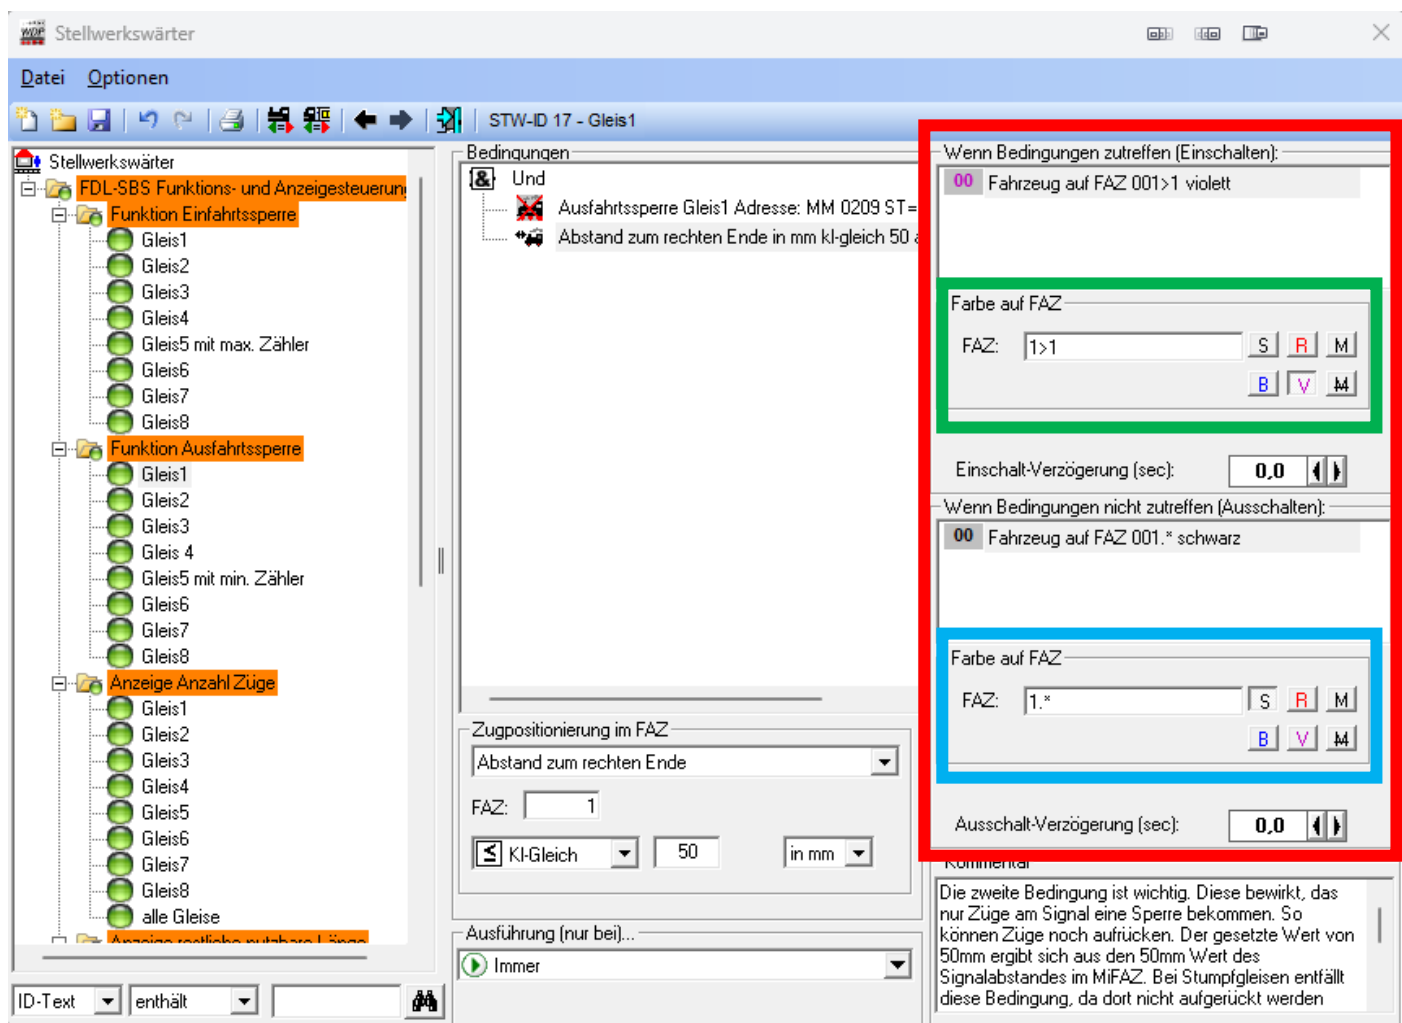 WDP Stellwerkswärter
Datei Optionen
STW-ID 17 - Gleis1
Stellwerkswärter
FDL-SBS Funktions- und Anzeigesteuerung
Funktion Einfahrtssperre
Gleis1
Gleis2
Gleis3
Gleis4
Gleis5 mit max. Zähler
Gleis6
Gleis7
Gleis8
Funktion Ausfahrtssperre
Gleis1
Gleis2
Gleis3
Gleis 4
Gleis5 mit min. Zähler
Gleis6
Gleis7
Gleis8
Anzeige Anzahl Züge
Gleis1
Gleis2
Gleis3
Gleis4
Gleis5
Gleis6
Gleis7
Gleis8
alle Gleise
Anzeige restliche nutzbare Länge
ID-Text enthält
Bedingungen
& Und
Ausfahrtssperre Gleis1 Adresse: MM 0209 ST=
Abstand zum rechten Ende in mm kl-gleich 50
Zugpositionierung im FAZ
Abstand zum rechten Ende
FAZ: 1
≤ Kl-Gleich 50 in mm
Ausführung (nur bei)...
Immer
Wenn Bedingungen zutreffen (Einschalten):
00 Fahrzeug auf FAZ 001>1 violett
Farbe auf FAZ
FAZ: 1>1 S R M
B V M
Einschalt-Verzögerung (sec): 0,0
Wenn Bedingungen nicht zutreffen (Ausschalten):
00 Fahrzeug auf FAZ 001.* schwarz
Farbe auf FAZ
FAZ: 1.* S R M
B V M
Ausschalt-Verzögerung (sec): 0,0
Kommentar
Die zweite Bedingung ist wichtig. Diese bewirkt, das
nur Züge am Signal eine Sperre bekommen. So
können Züge noch aufrücken. Der gesetzte Wert von
50mm ergibt sich aus den 50mm Wert des
Signalabstandes im MiFAZ. Bei Stumpfgleisen entfällt
diese Bedingung, da dort nicht aufgerückt werden